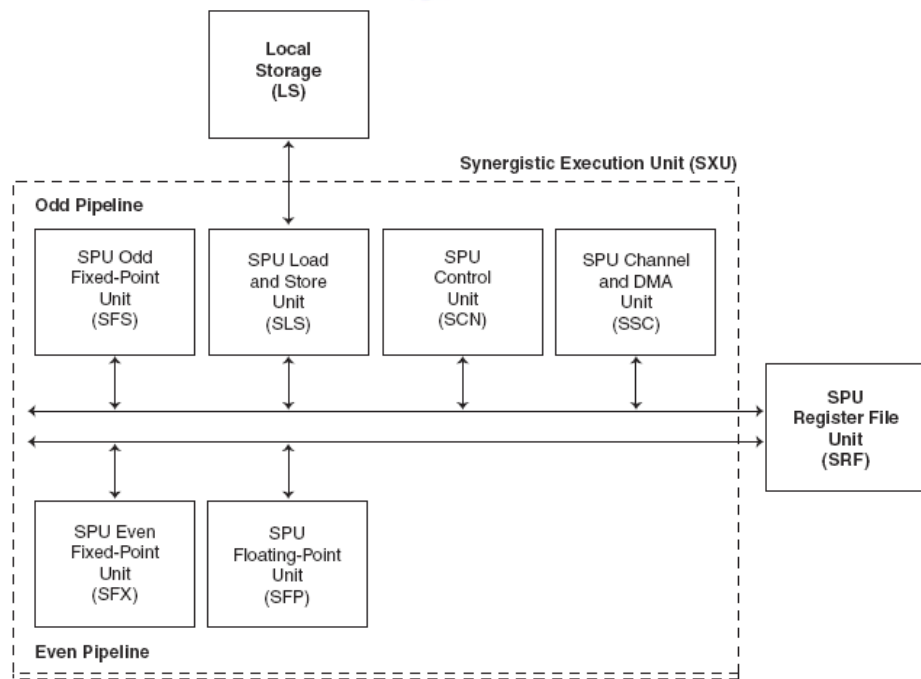 Local
Storage
(LS)
Synergistic Execution Unit (SXU)
Odd Pipeline
SPU Odd
Fixed-Point
Unit
(SFS)
SPU Load
and Store
Unit
(SLS)
SPU
Control
Unit
(SCN)
SPU Channel
and DMA
Unit
(SSC)
SPU
Register File
Unit
(SRF)
SPU Even
Fixed-Point
Unit
(SFX)
SPU
Floating-Point
Unit
(SFP)
Even Pipeline